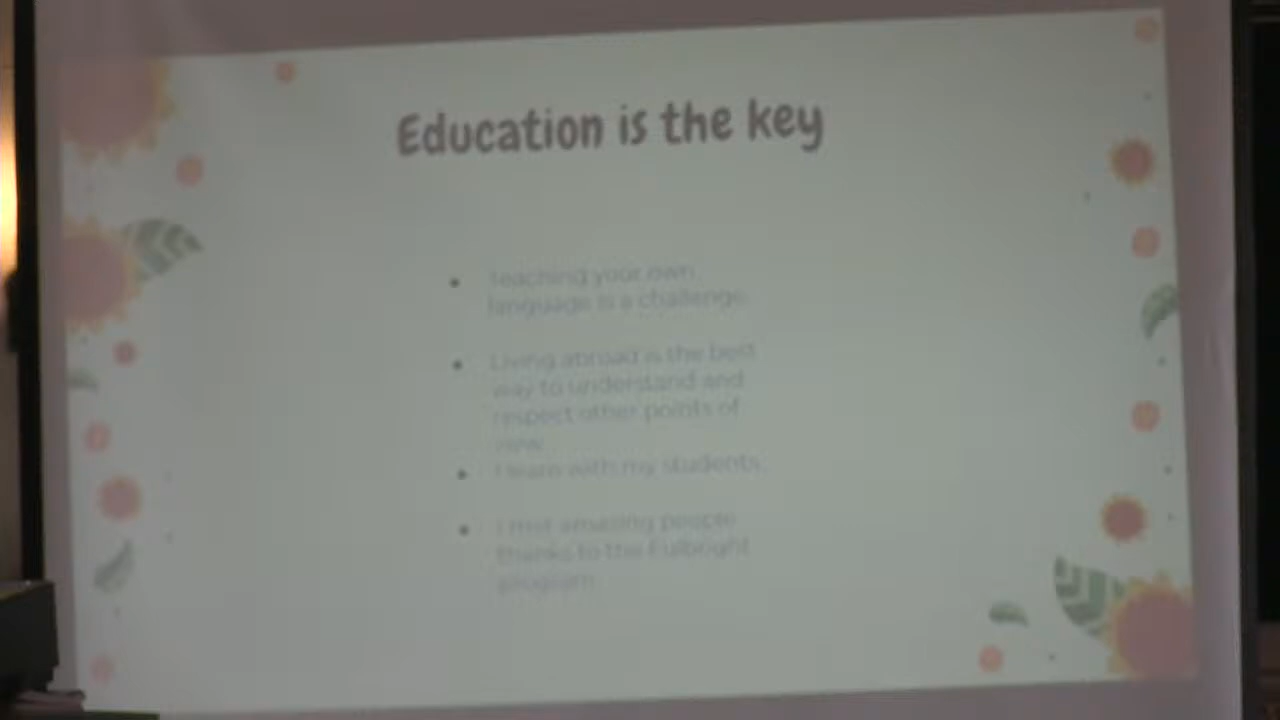 Education is the key
Teaching your own
language is a challenge.
Living abroad is the best
way to understand and
respect other points of
view.
I learn with my students.
I met amazing people
thanks to the Fulbright
program.